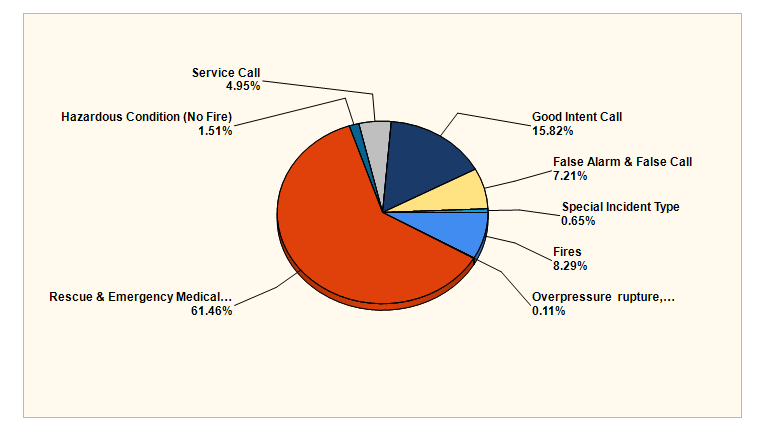 Service Call
4.95%
Hazardous Condition (No Fire)
1.51%
Good Intent Call
15.82%
False Alarm & False Call
7.21%
Special Incident Type
0.65%
Fires
8.29%
Rescue & Emergency Medical...
61.46%
Overpressure rupture,...
0.11%